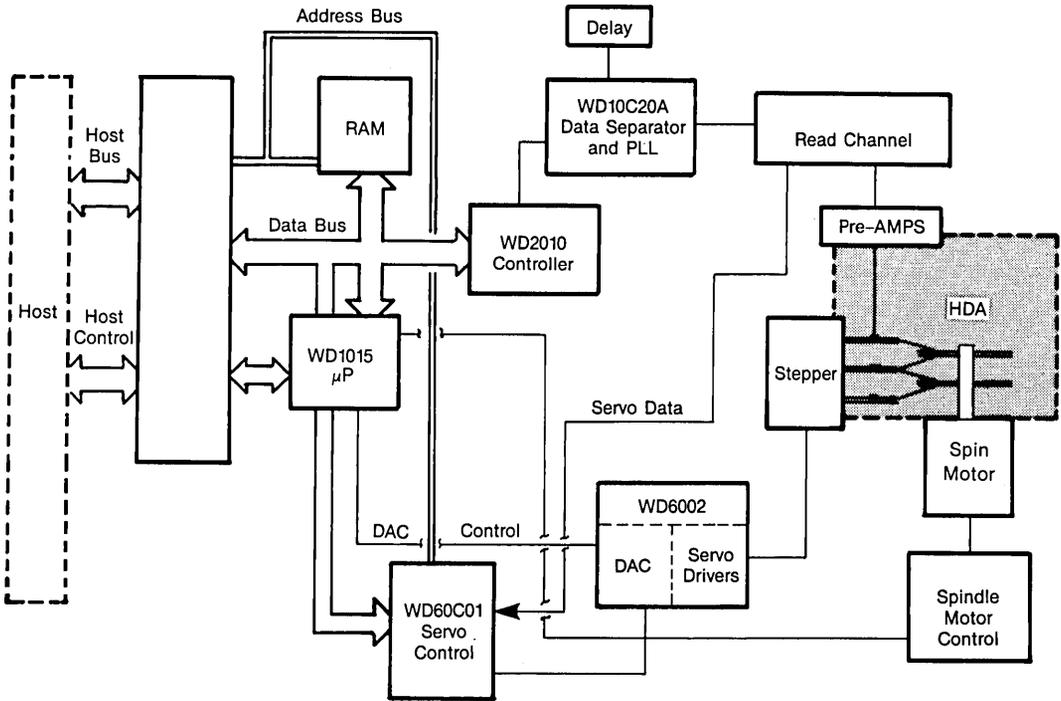 Address Bus
Delay
RAM
WD10C20A
Data Separator
and PLL
Read Channel
Host
Bus
Data Bus
WD2010
Controller
Pre-AMPS
HDA
Host
Host
Control
WD1015
µP
Stepper
Servo Data
Spin
Motor
WD6002
DAC
Control
DAC
Servo
Drivers
WD60C01
Servo
Control
Spindle
Motor
Control